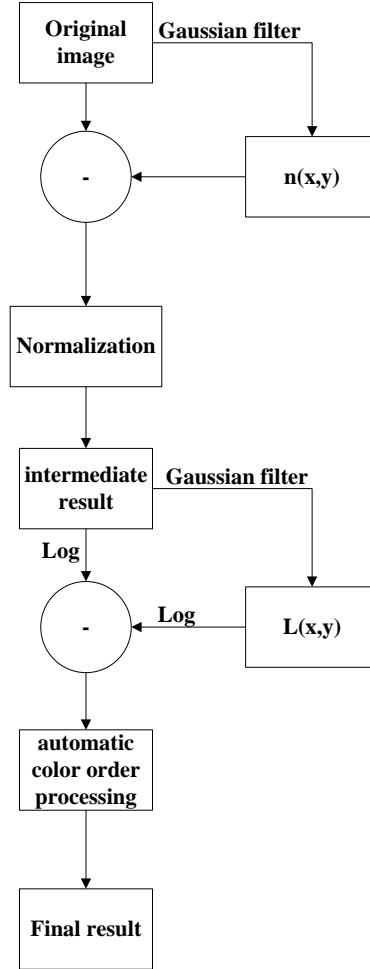 Original
image
Gaussian filter
-
n(x,y)
Normalization
intermediate
result
Gaussian filter
Log
-
Log
L(x,y)
automatic
color order
processing
Final result